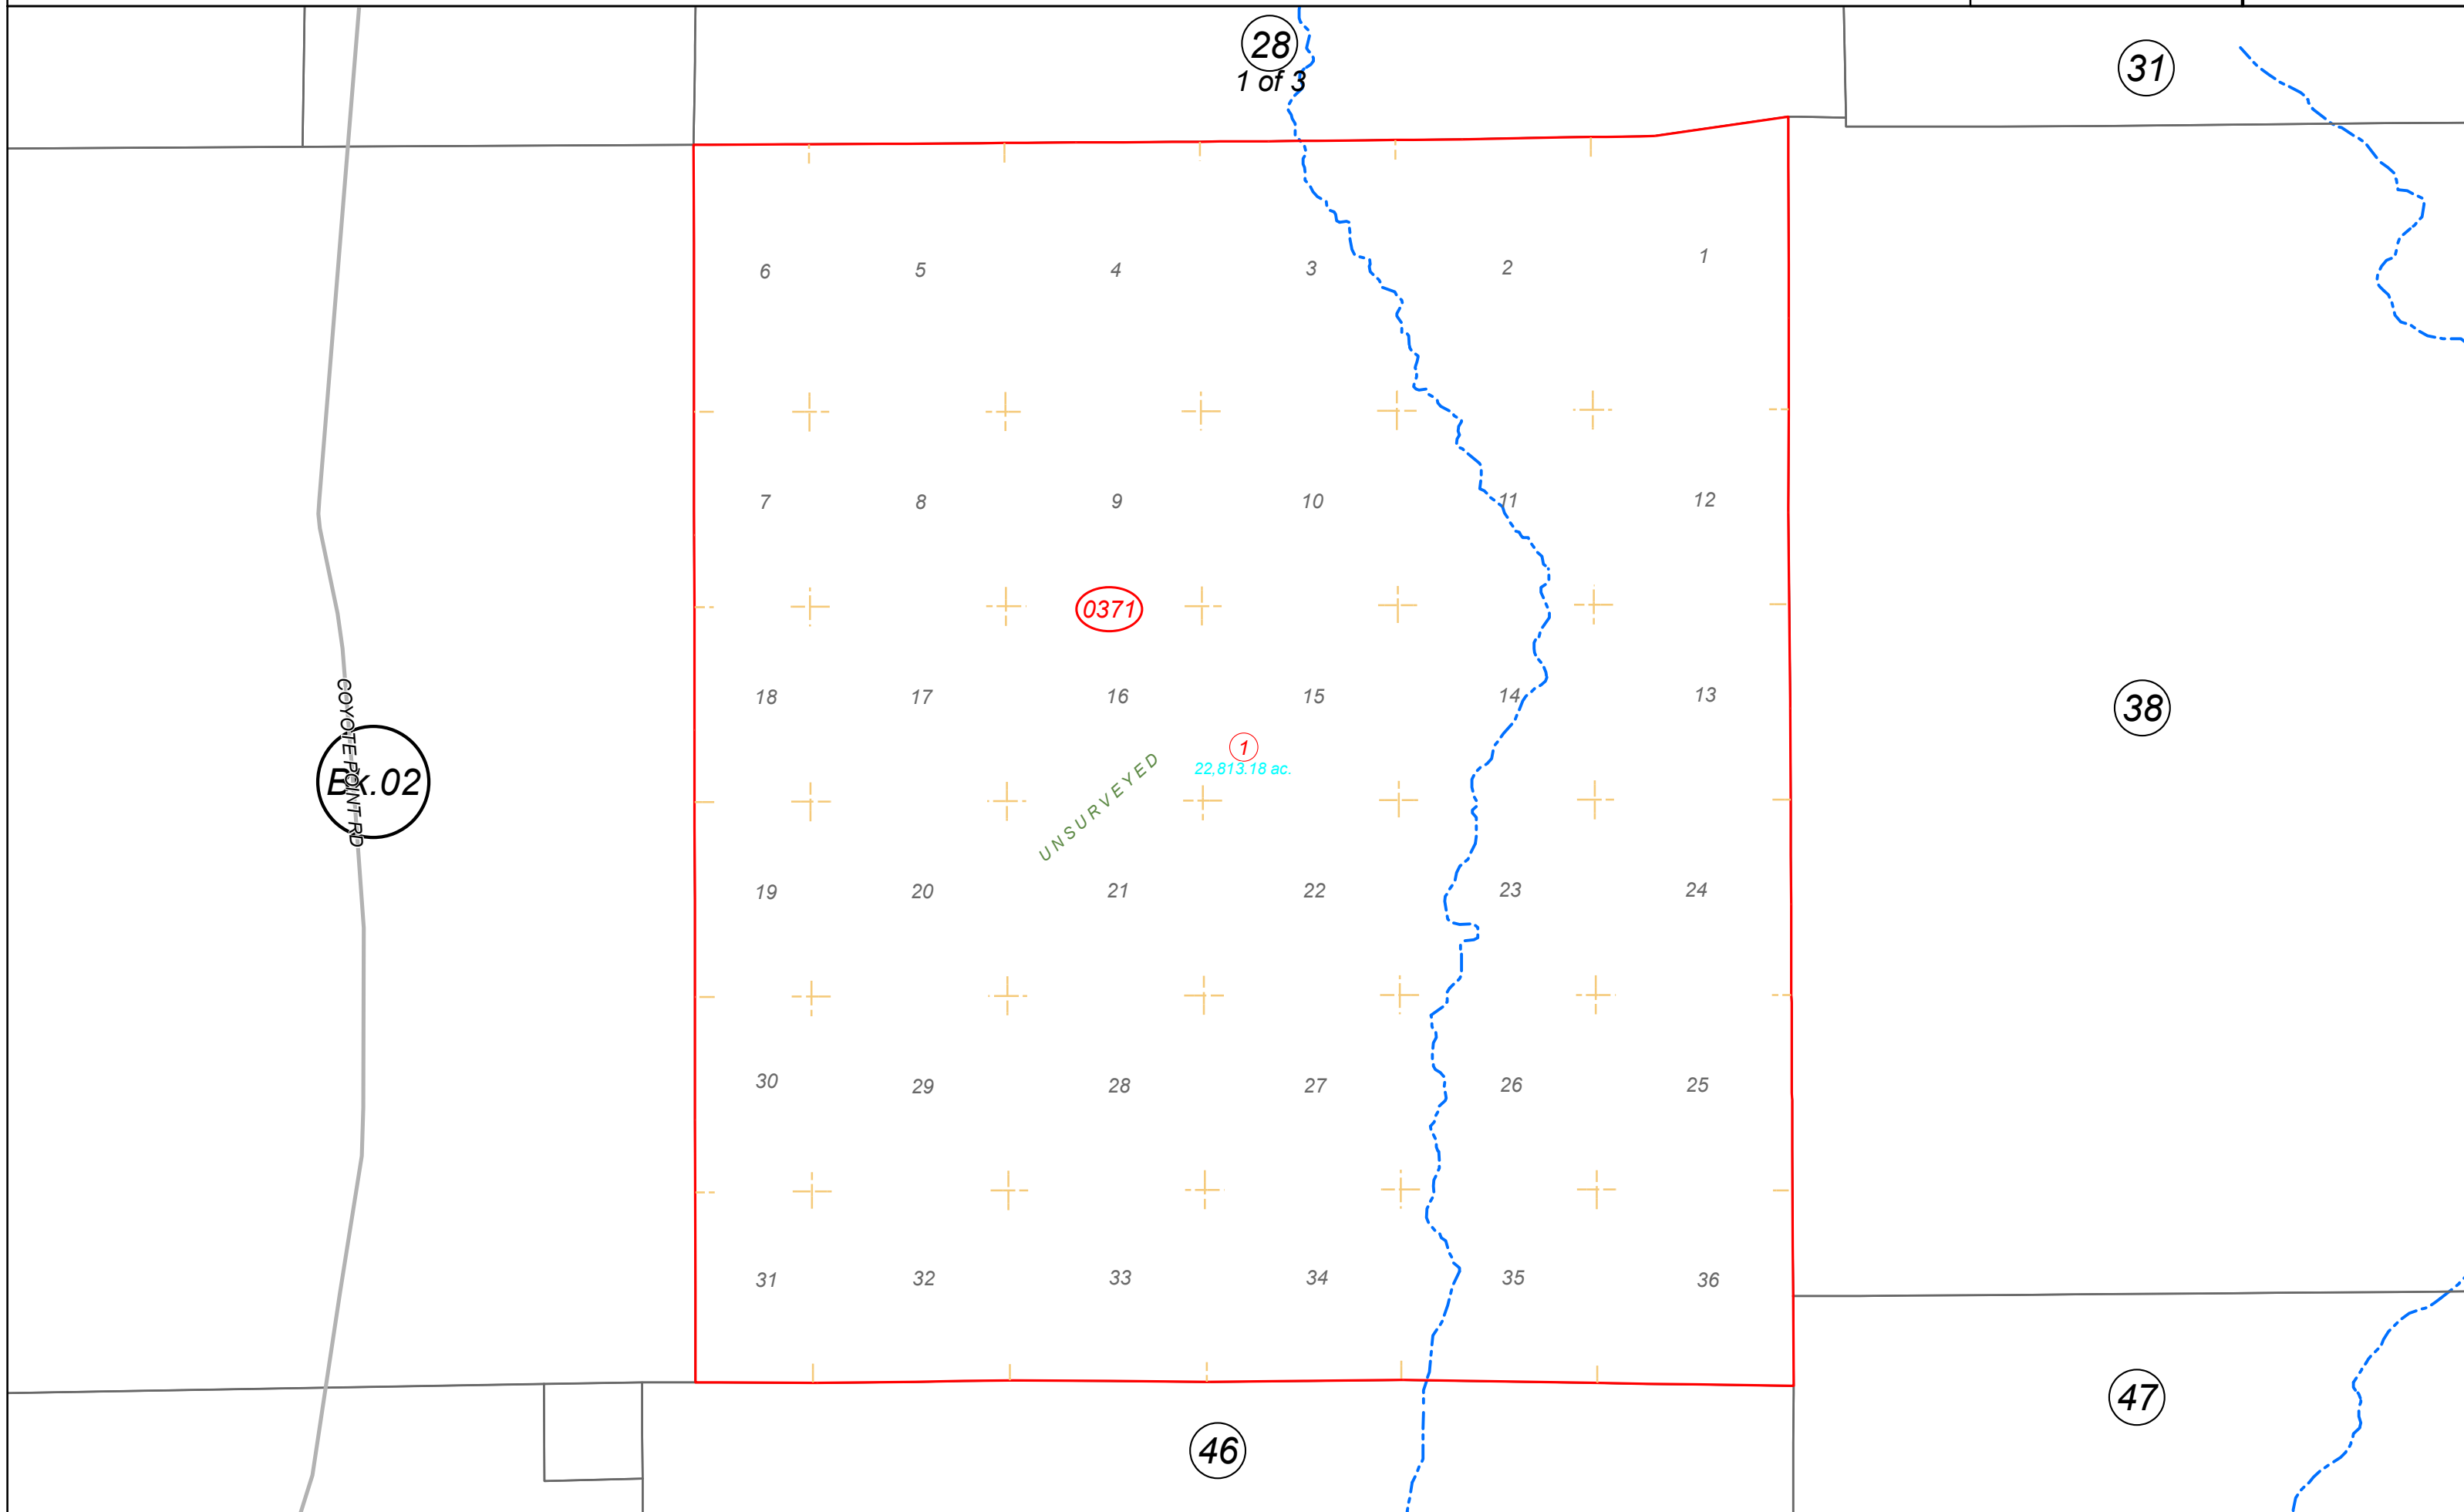 28
1 of 3
31
6 5 4 3 2 1
7 8 9 10 11 12
0371
18 17 16 15 14 13
38
1
22,813.18 ac.
UNSURVEYED
COYOTE POINT RD
Bk.02
19 20 21 22 23 24
30 29 28 27 26 25
31 32 33 34 35 36
47
46